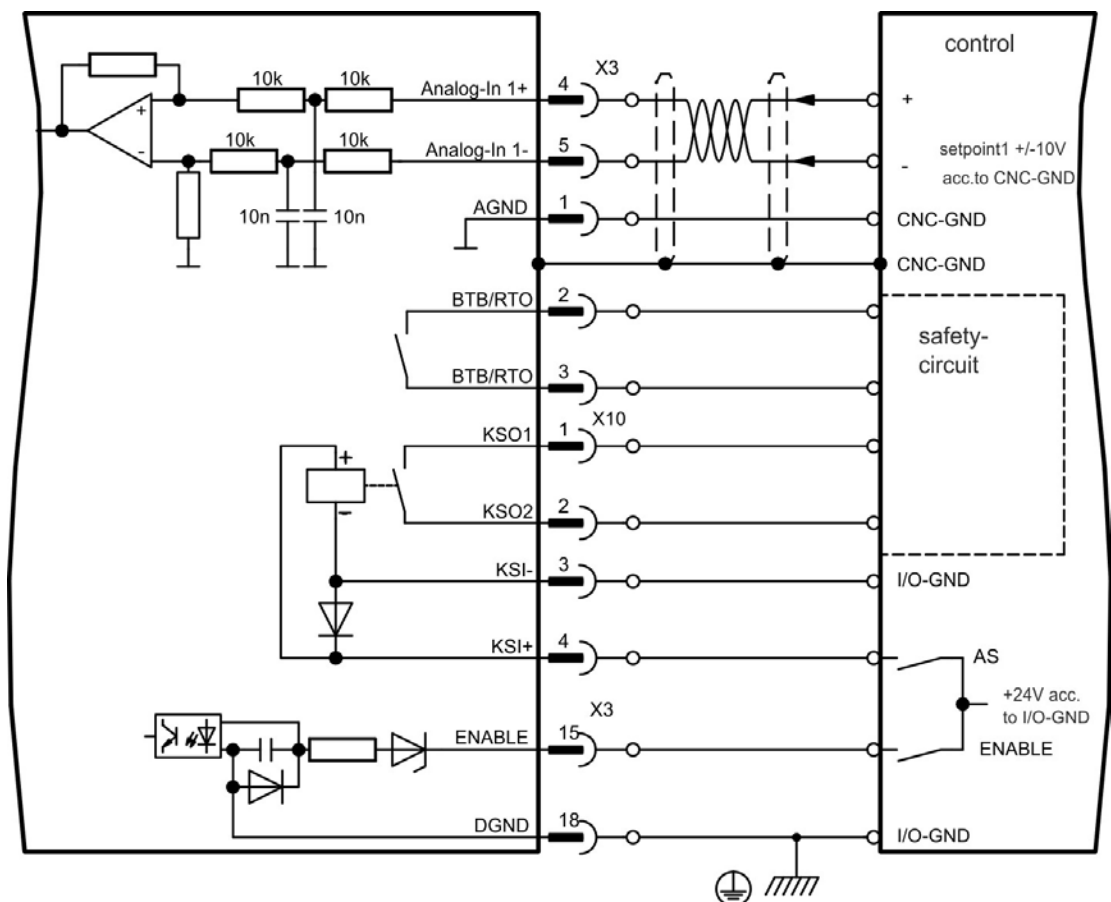 control
X3
10k
10k
Analog-In 1+
4
+
+
10k
10k
Analog-In 1-
5
-
-
setpoint1 +/-10V
acc.to CNC-GND
10n
10n
AGND
1
CNC-GND
CNC-GND
BTB/RTO
2
safety-
circuit
BTB/RTO
3
X10
KSO1
1
+
-
KSO2
2
KSI-
3
I/O-GND
KSI+
4
AS
+24V acc.
to I/O-GND
X3
ENABLE
15
ENABLE
DGND
18
I/O-GND